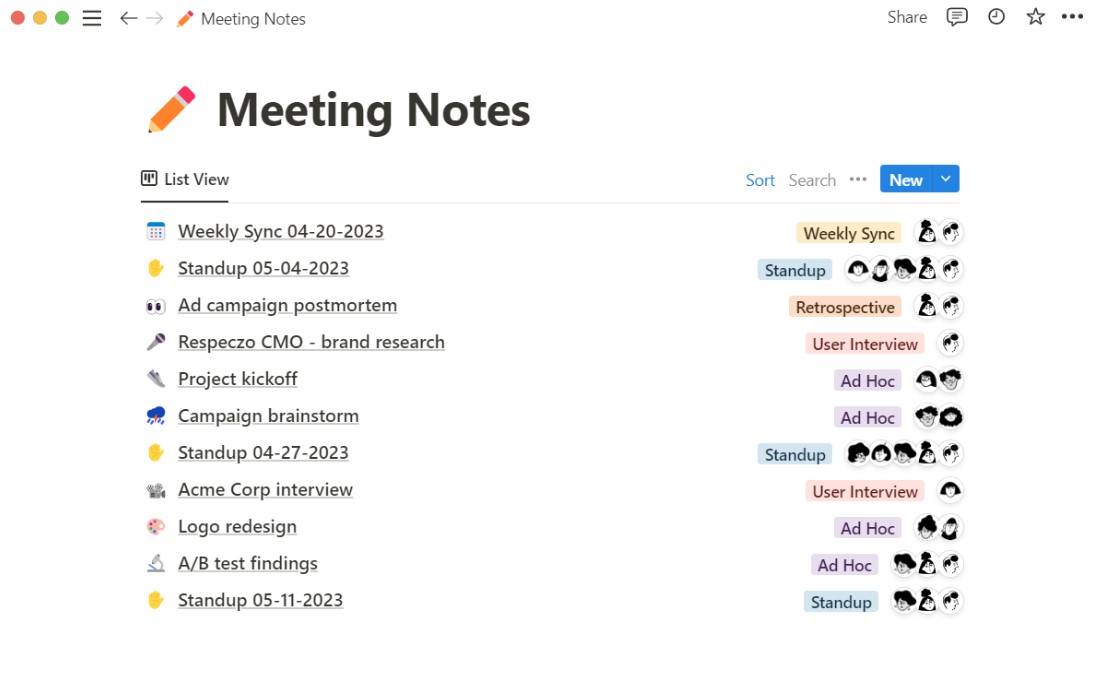 Meeting Notes Share
Meeting Notes
List View Sort Search New
Weekly Sync 04-20-2023 Weekly Sync
Standup 05-04-2023 Standup
Ad campaign postmortem Retrospective
Respeczo CMO - brand research User Interview
Project kickoff Ad Hoc
Campaign brainstorm Ad Hoc
Standup 04-27-2023 Standup
Acme Corp interview User Interview
Logo redesign Ad Hoc
A/B test findings Ad Hoc
Standup 05-11-2023 Standup